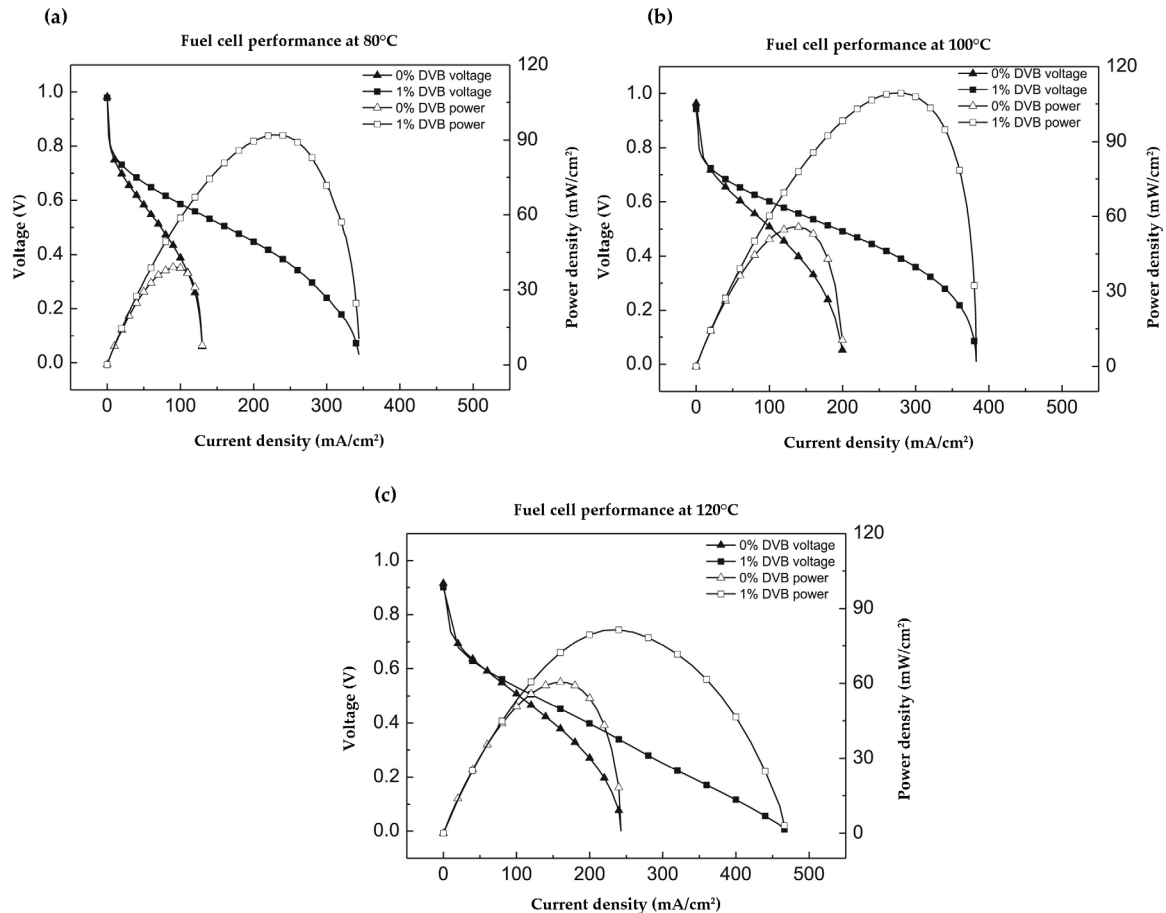 (a)
Fuel cell performance at 80°C
0% DVB voltage
1% DVB voltage
0% DVB power
1% DVB power
Voltage (V)
1.0
0.8
0.6
0.4
0.2
0.0
120
90
60
30
0
Power density (mW/cm²)
0 100 200 300 400 500
Current density (mA/cm²)
(b)
Fuel cell performance at 100°C
0% DVB voltage
1% DVB voltage
0% DVB power
1% DVB power
Voltage (V)
1.0
0.8
0.6
0.4
0.2
0.0
120
90
60
30
0
Power density (mW/cm²)
0 100 200 300 400 500
Current density (mA/cm²)
(c)
Fuel cell performance at 120°C
0% DVB voltage
1% DVB voltage
0% DVB power
1% DVB power
Voltage (V)
1.0
0.8
0.6
0.4
0.2
0.0
120
90
60
30
0
Power density (mW/cm²)
0 100 200 300 400 500
Current density (mA/cm²)